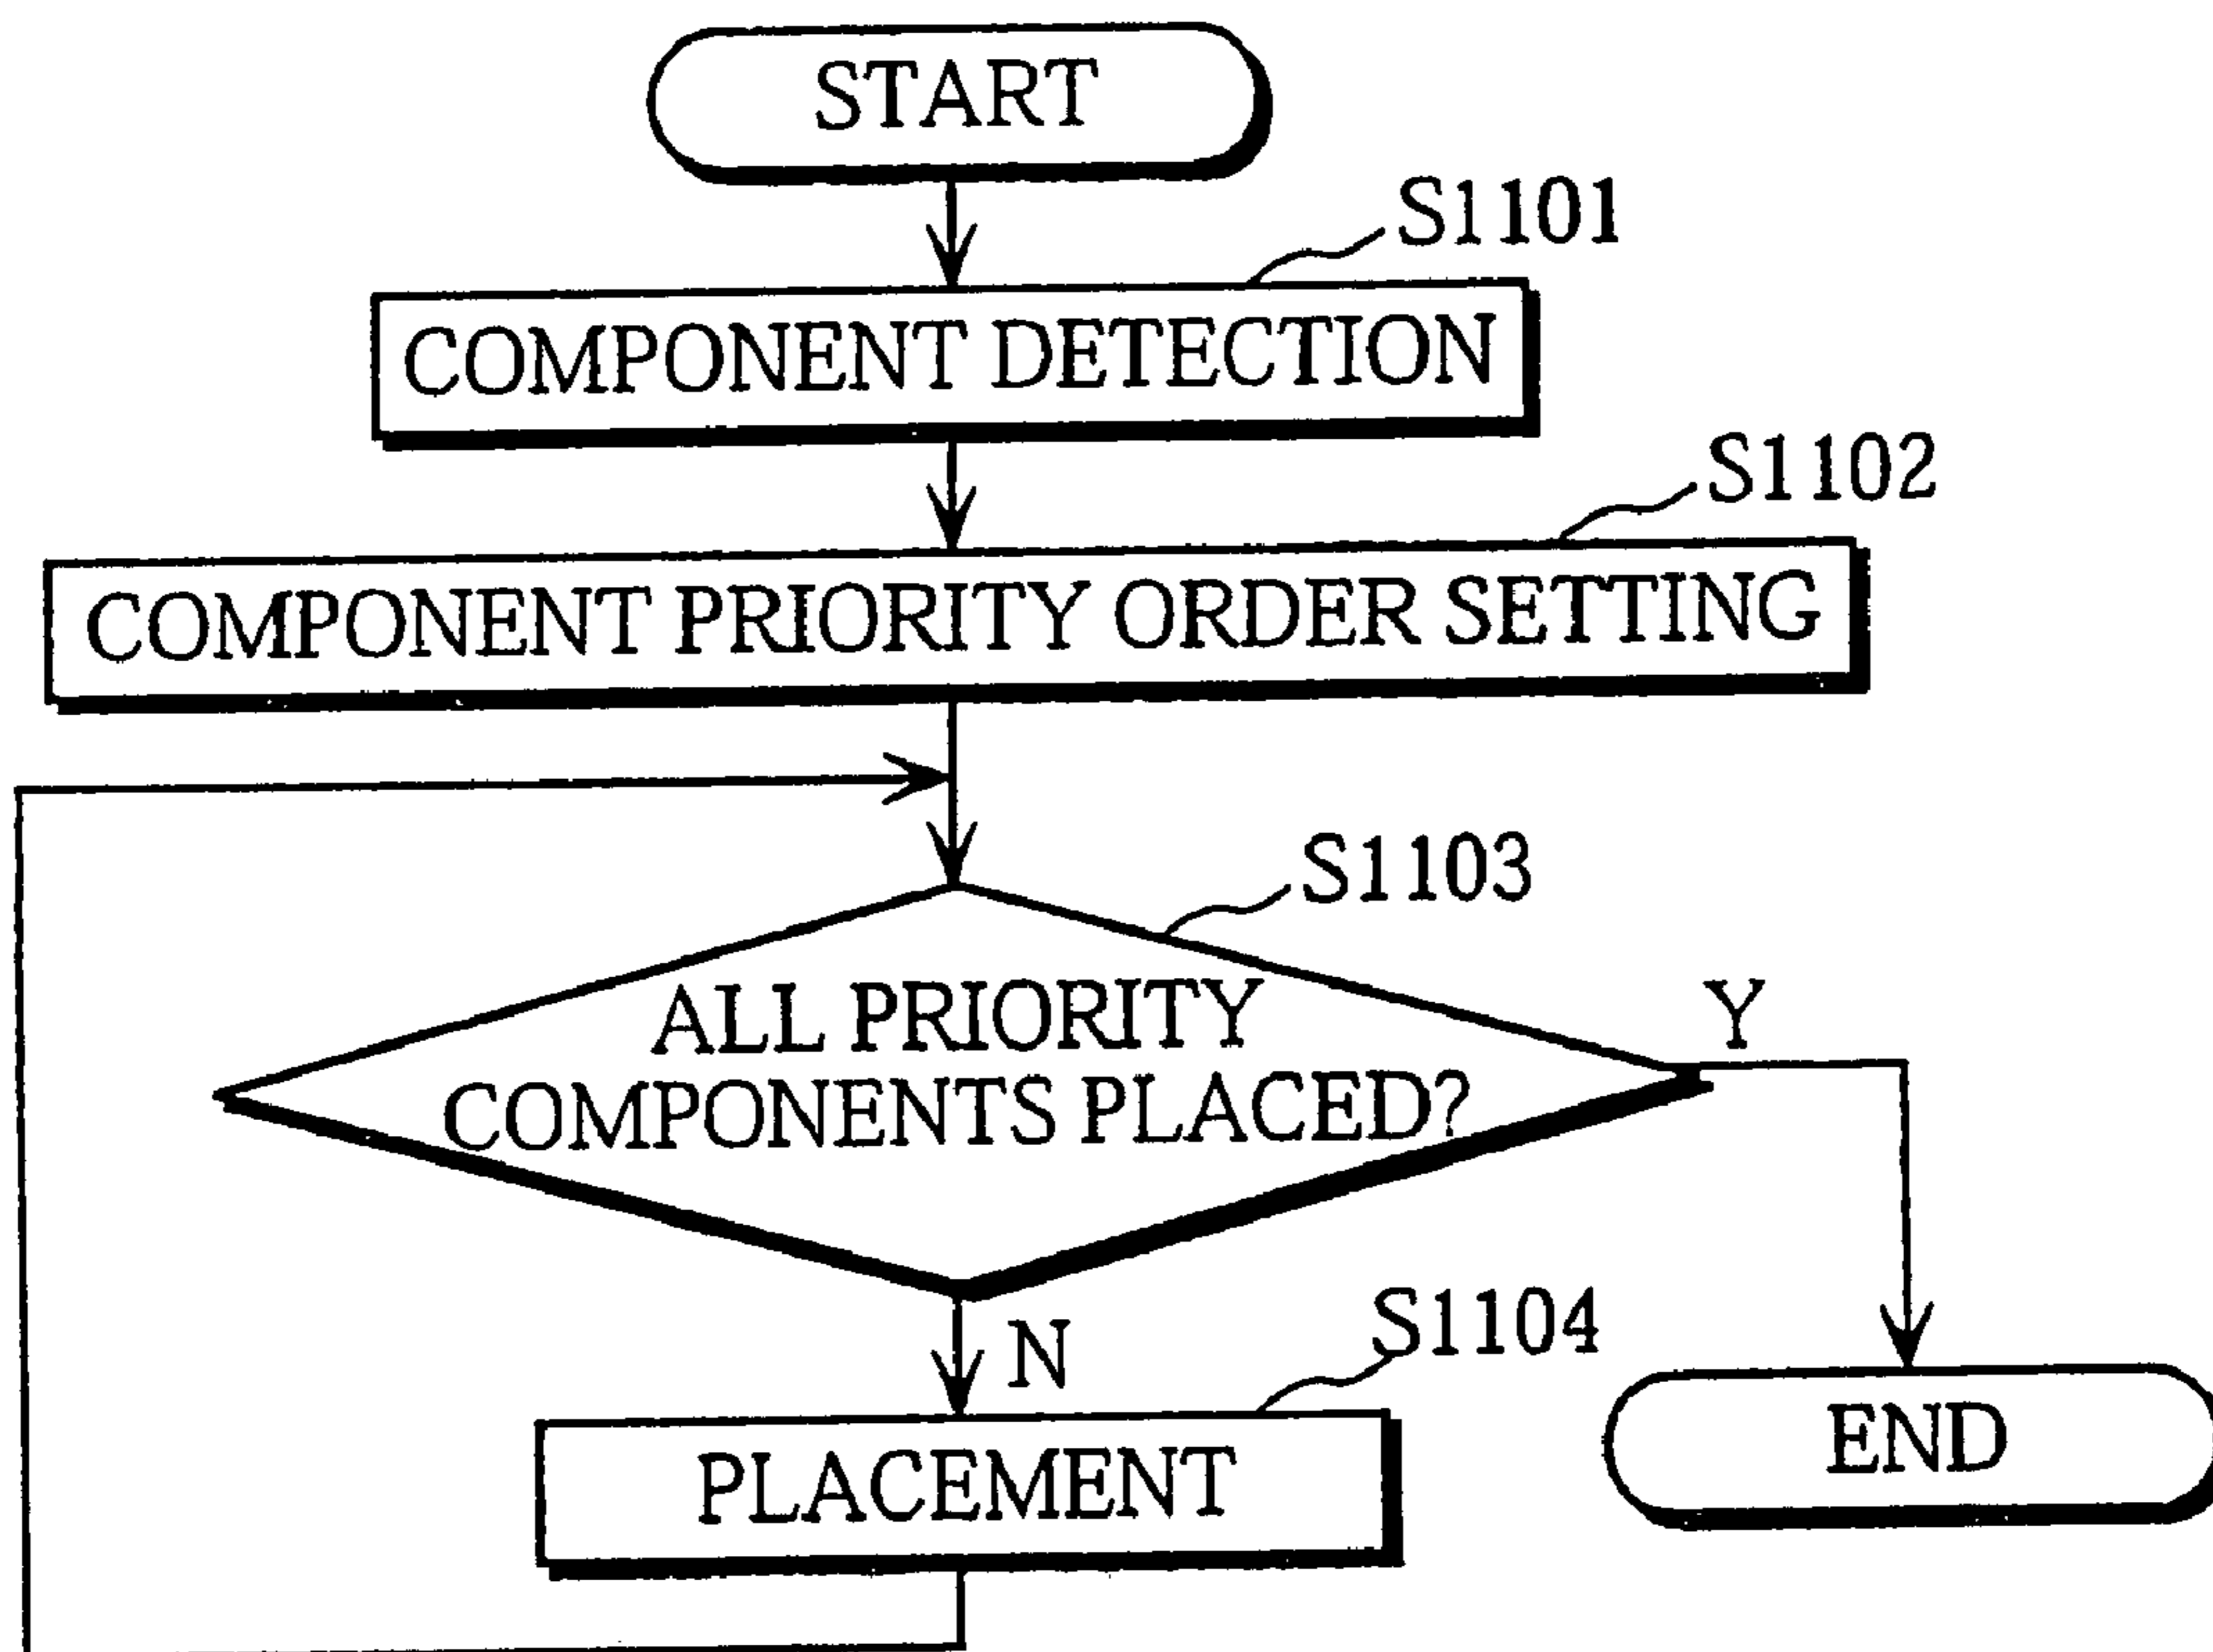 START
S1101
COMPONENT DETECTION
S1102
COMPONENT PRIORITY ORDER SETTING
S1103
ALL PRIORITY
COMPONENTS PLACED?
Y
N
S1104
PLACEMENT
END